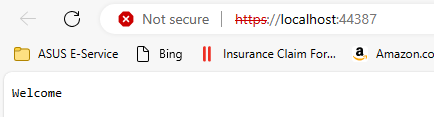 Not secure | https://localhost:44387
ASUS E-Service Bing Insurance Claim For... Amazon.co
Welcome